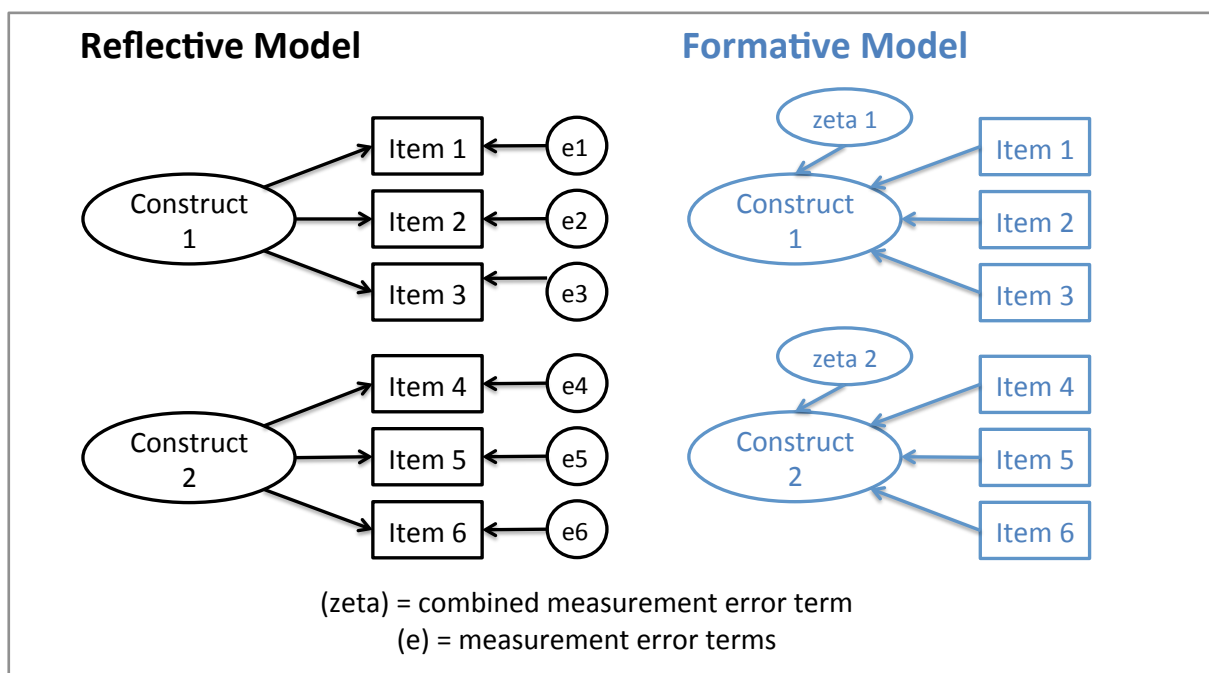 Reflective Model
Item 1
e1
Construct
1
Item 2
e2
Item 3
e3
Item 4
e4
Construct
2
Item 5
e5
Item 6
e6
Formative Model
zeta 1
Item 1
Construct
1
Item 2
Item 3
zeta 2
Item 4
Construct
2
Item 5
Item 6
(zeta) = combined measurement error term
(e) = measurement error terms